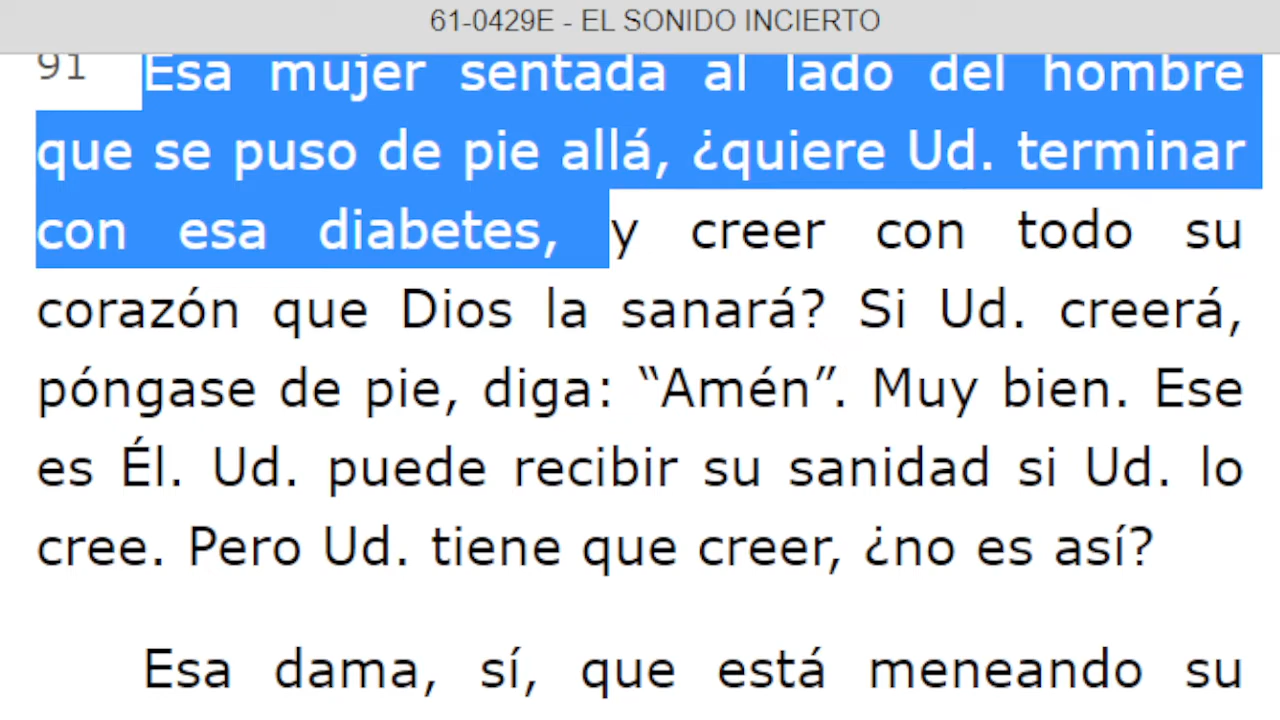 61-0429E - EL SONIDO INCIERTO
91 Esa mujer sentada al lado del hombre
que se puso de pie allá, ¿quiere Ud. terminar
con esa diabetes, y creer con todo su
corazón que Dios la sanará? Si Ud. creerá,
póngase de pie, diga: “Amén”. Muy bien. Ese
es Él. Ud. puede recibir su sanidad si Ud. lo
cree. Pero Ud. tiene que creer, ¿no es así?
Esa dama, sí, que está meneando su